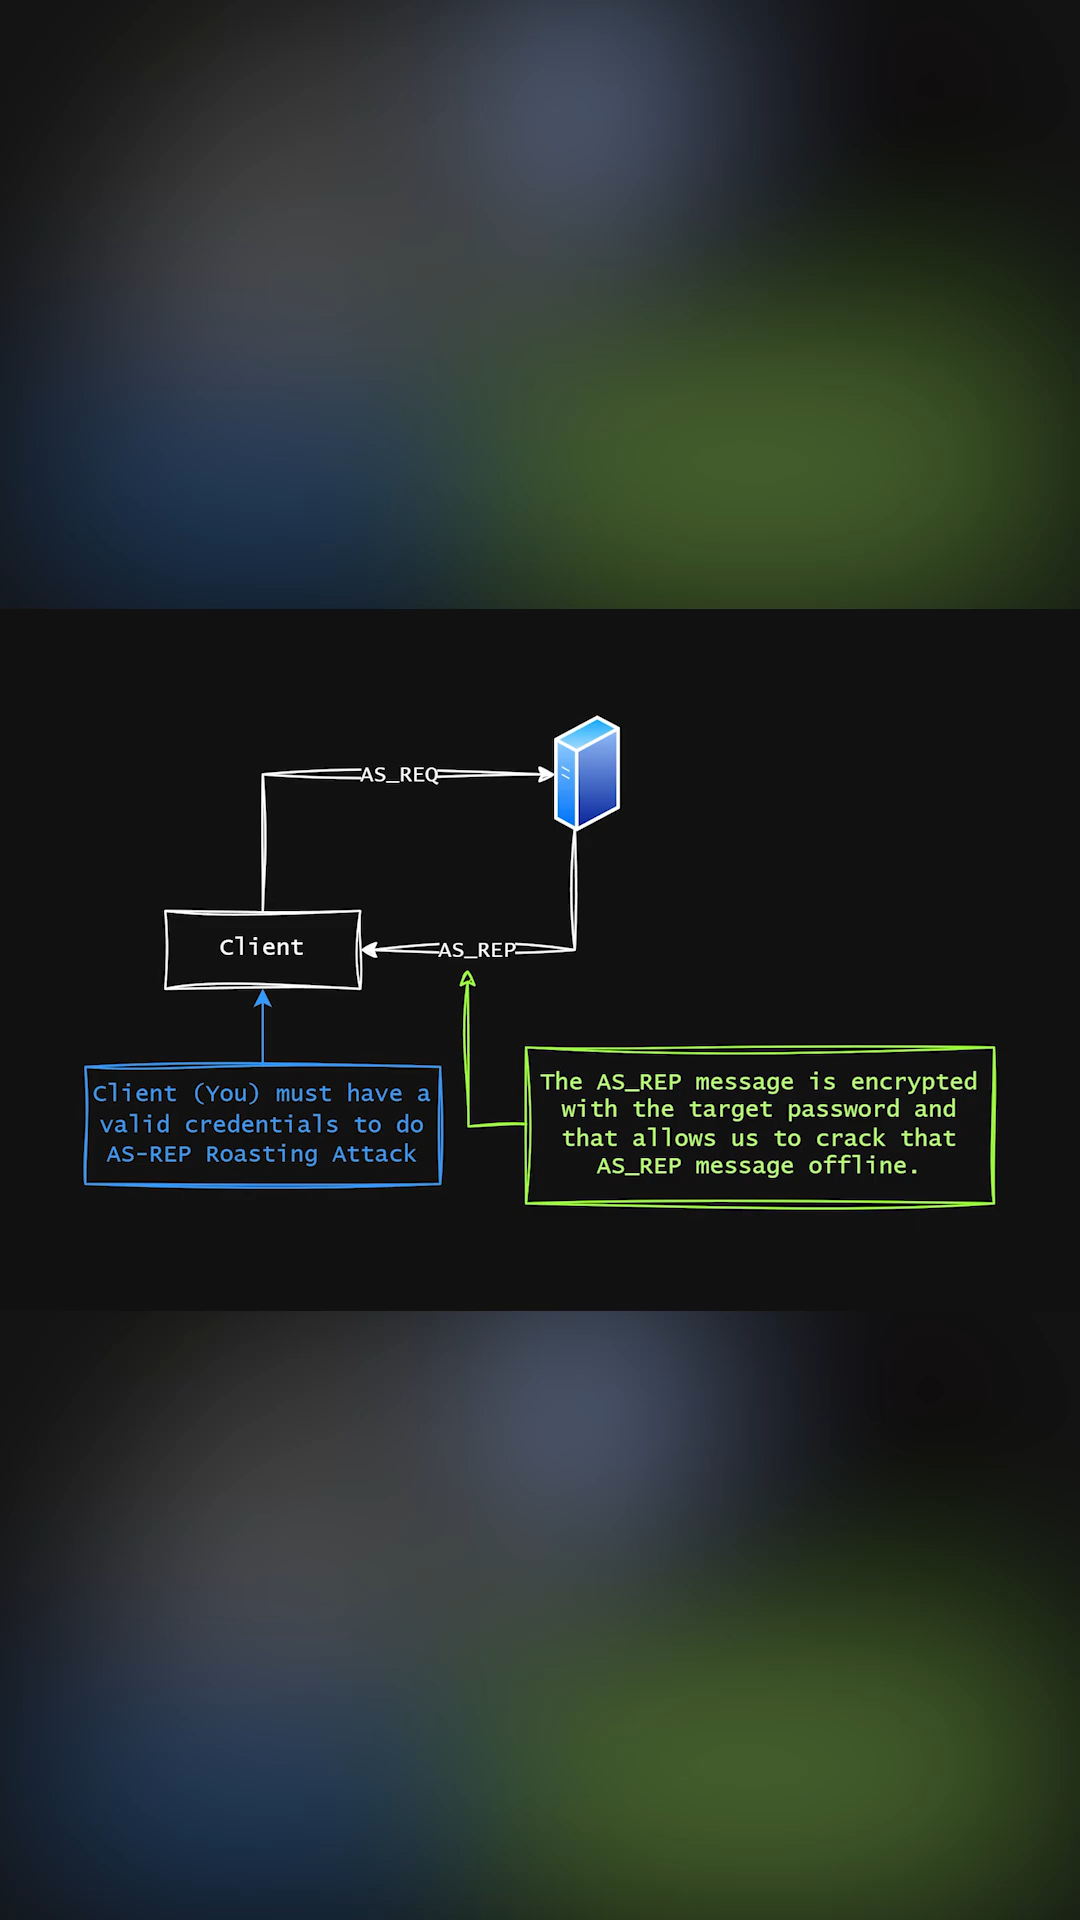 AS_REQ
Client
AS_REP
Client (You) must have a
valid credentials to do
AS-REP Roasting Attack
The AS_REP message is encrypted
with the target password and
that allows us to crack that
AS_REP message offline.